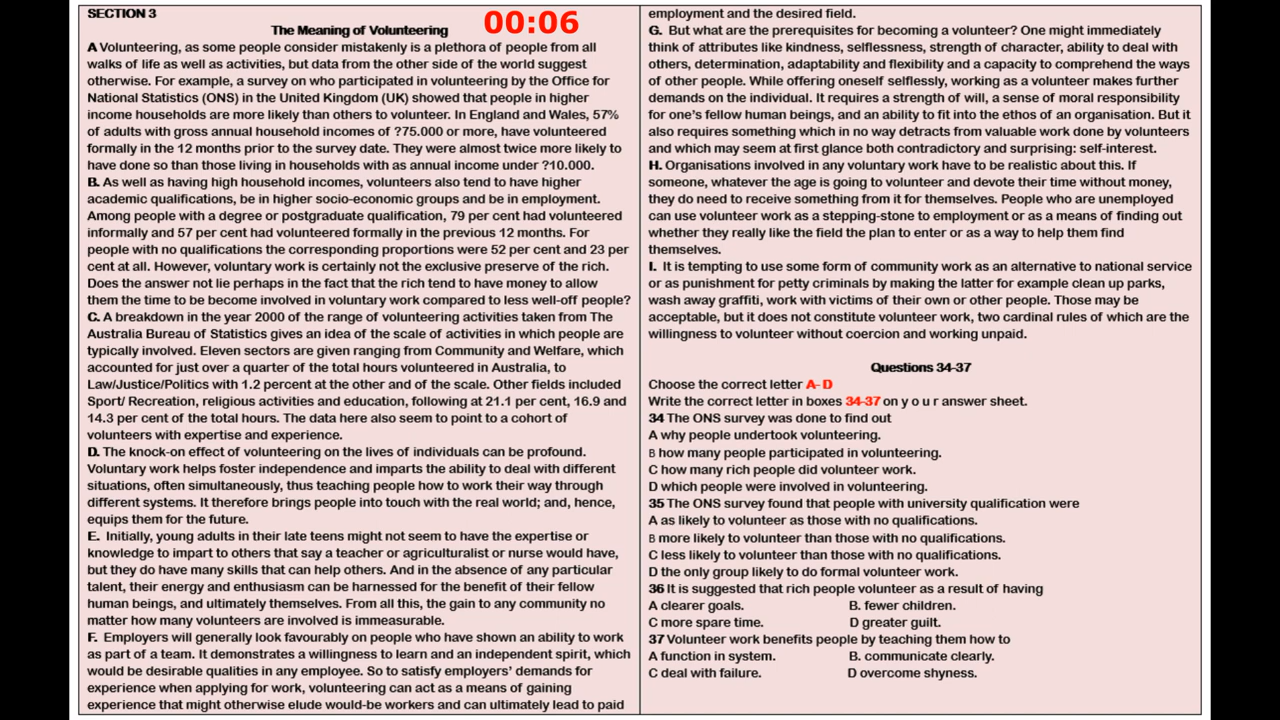 SECTION 3
The Meaning of Volunteering
00:06
A Volunteering, as some people consider mistakenly is a plethora of people from all
walks of life as well as activities, but data from the other side of the world suggest
otherwise. For example, a survey on who participated in volunteering by the Office for
National Statistics (ONS) in the United Kingdom (UK) showed that people in higher
income households are more likely than others to volunteer. In England and Wales, 57%
of adults with gross annual household incomes of ?75.000 or more, have volunteered
formally in the 12 months prior to the survey date. They were almost twice more likely to
have done so than those living in households with as annual income under ?10.000.
B. As well as having high household incomes, volunteers also tend to have higher
academic qualifications, be in higher socio-economic groups and be in employment.
Among people with a degree or postgraduate qualification, 79 per cent had volunteered
informally and 57 per cent had volunteered formally in the previous 12 months. For
people with no qualifications the corresponding proportions were 52 per cent and 23 per
cent at all. However, voluntary work is certainly not the exclusive preserve of the rich.
Does the answer not lie perhaps in the fact that the rich tend to have money to allow
them the time to be become involved in voluntary work compared to less well-off people?
C. A breakdown in the year 2000 of the range of volunteering activities taken from The
Australia Bureau of Statistics gives an idea of the scale of activities in which people are
typically involved. Eleven sectors are given ranging from Community and Welfare, which
accounted for just over a quarter of the total hours volunteered in Australia, to
Law/Justice/Politics with 1.2 percent at the other and of the scale. Other fields included
Sport/ Recreation, religious activities and education, following at 21.1 per cent, 16.9 and
14.3 per cent of the total hours. The data here also seem to point to a cohort of
volunteers with expertise and experience.
D. The knock-on effect of volunteering on the lives of individuals can be profound.
Voluntary work helps foster independence and imparts the ability to deal with different
situations, often simultaneously, thus teaching people how to work their way through
different systems. It therefore brings people into touch with the real world; and, hence,
equips them for the future.
E. Initially, young adults in their late teens might not seem to have the expertise or
knowledge to impart to others that say a teacher or agriculturalist or nurse would have,
but they do have many skills that can help others. And in the absence of any particular
talent, their energy and enthusiasm can be harnessed for the benefit of their fellow
human beings, and ultimately themselves. From all this, the gain to any community no
matter how many volunteers are involved is immeasurable.
F. Employers will generally look favourably on people who have shown an ability to work
as part of a team. It demonstrates a willingness to learn and an independent spirit, which
would be desirable qualities in any employee. So to satisfy employers' demands for
experience when applying for work, volunteering can act as a means of gaining
experience that might otherwise elude would-be workers and can ultimately lead to paid
employment and the desired field.
G. But what are the prerequisites for becoming a volunteer? One might immediately
think of attributes like kindness, selflessness, strength of character, ability to deal with
others, determination, adaptability and flexibility and a capacity to comprehend the ways
of other people. While offering oneself selflessly, working as a volunteer makes further
demands on the individual. It requires a strength of will, a sense of moral responsibility
for one's fellow human beings, and an ability to fit into the ethos of an organisation. But it
also requires something which in no way detracts from valuable work done by volunteers
and which may seem at first glance both contradictory and surprising: self-interest.
H. Organisations involved in any voluntary work have to be realistic about this. If
someone, whatever the age is going to volunteer and devote their time without money,
they do need to receive something from it for themselves. People who are unemployed
can use volunteer work as a stepping-stone to employment or as a means of finding out
whether they really like the field the plan to enter or as a way to help them find
themselves.
I. It is tempting to use some form of community work as an alternative to national service
or as punishment for petty criminals by making the latter for example clean up parks,
wash away graffiti, work with victims of their own or other people. Those may be
acceptable, but it does not constitute volunteer work, two cardinal rules of which are the
willingness to volunteer without coercion and working unpaid.
Questions 34-37
Choose the correct letter A- D
Write the correct letter in boxes 34-37 on y o u r answer sheet.
34 The ONS survey was done to find out
A why people undertook volunteering.
B how many people participated in volunteering.
C how many rich people did volunteer work.
D which people were involved in volunteering.
35 The ONS survey found that people with university qualification were
A as likely to volunteer as those with no qualifications.
B more likely to volunteer than those with no qualifications.
C less likely to volunteer than those with no qualifications.
D the only group likely to do formal volunteer work.
36 It is suggested that rich people volunteer as a result of having
A clearer goals. B. fewer children.
C more spare time. D greater guilt.
37 Volunteer work benefits people by teaching them how to
A function in system. B. communicate clearly.
C deal with failure. D overcome shyness.